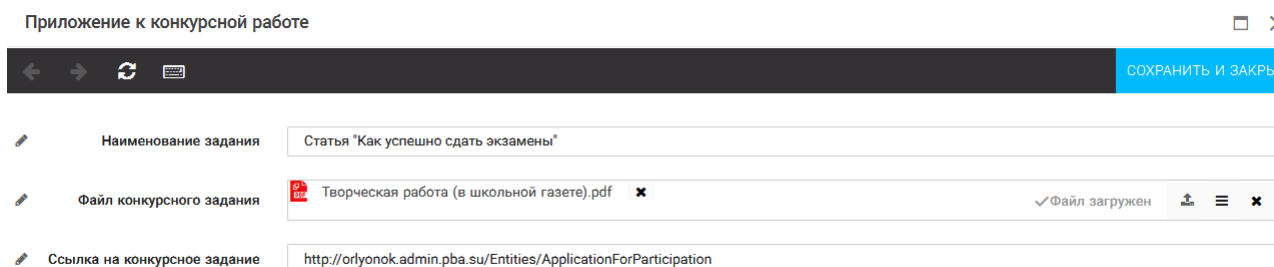 Приложение к конкурсной работе
СОХРАНИТЬ И ЗАКРЫ
Наименование задания Статья "Как успешно сдать экзамены"
Файл конкурсного задания PDF Творческая работа (в школьной газете).pdf Файл загружен
Ссылка на конкурсное задание http://orlyonok.admin.pba.su/Entities/ApplicationForParticipation